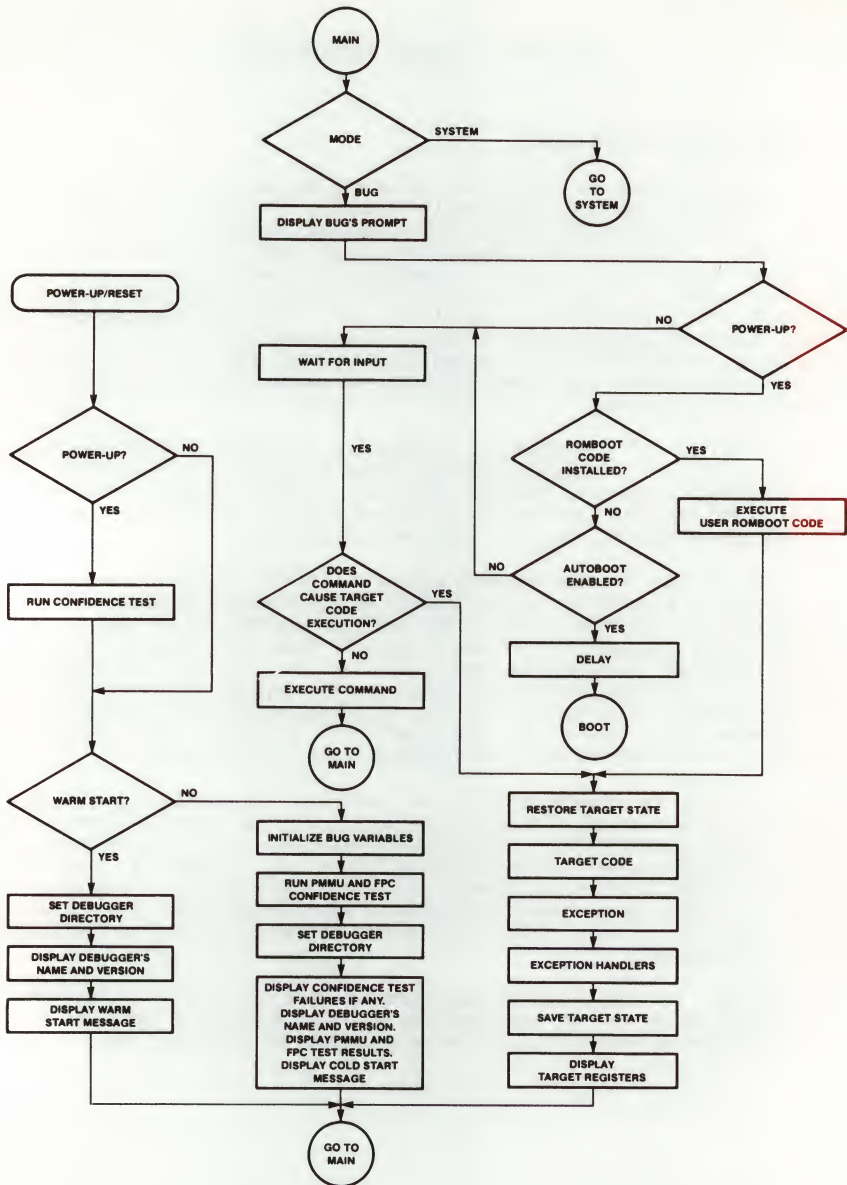 MAIN
MODE
SYSTEM
GO
TO
SYSTEM
BUG
DISPLAY BUG'S PROMPT
POWER-UP/RESET
POWER-UP?
NO
YES
WAIT FOR INPUT
YES
ROMBOOT
CODE
INSTALLED?
YES
NO
EXECUTE
USER ROMBOOT CODE
POWER-UP?
NO
YES
RUN CONFIDENCE TEST
DOES
COMMAND
CAUSE TARGET
CODE
EXECUTION?
YES
NO
AUTOBOOT
ENABLED?
NO
YES
DELAY
BOOT
EXECUTE COMMAND
GO TO
MAIN
WARM START?
NO
YES
SET DEBUGGER
DIRECTORY
DISPLAY DEBUGGER'S
NAME AND VERSION
DISPLAY WARM
START MESSAGE
INITIALIZE BUG VARIABLES
RUN PMMU AND FPC
CONFIDENCE TEST
SET DEBUGGER
DIRECTORY
DISPLAY CONFIDENCE TEST
FAILURES IF ANY.
DISPLAY DEBUGGER'S
NAME AND VERSION.
DISPLAY PMMU AND
FPC TEST RESULTS.
DISPLAY COLD START
MESSAGE
RESTORE TARGET STATE
TARGET CODE
EXCEPTION
EXCEPTION HANDLERS
SAVE TARGET STATE
DISPLAY
TARGET REGISTERS
GO TO
MAIN